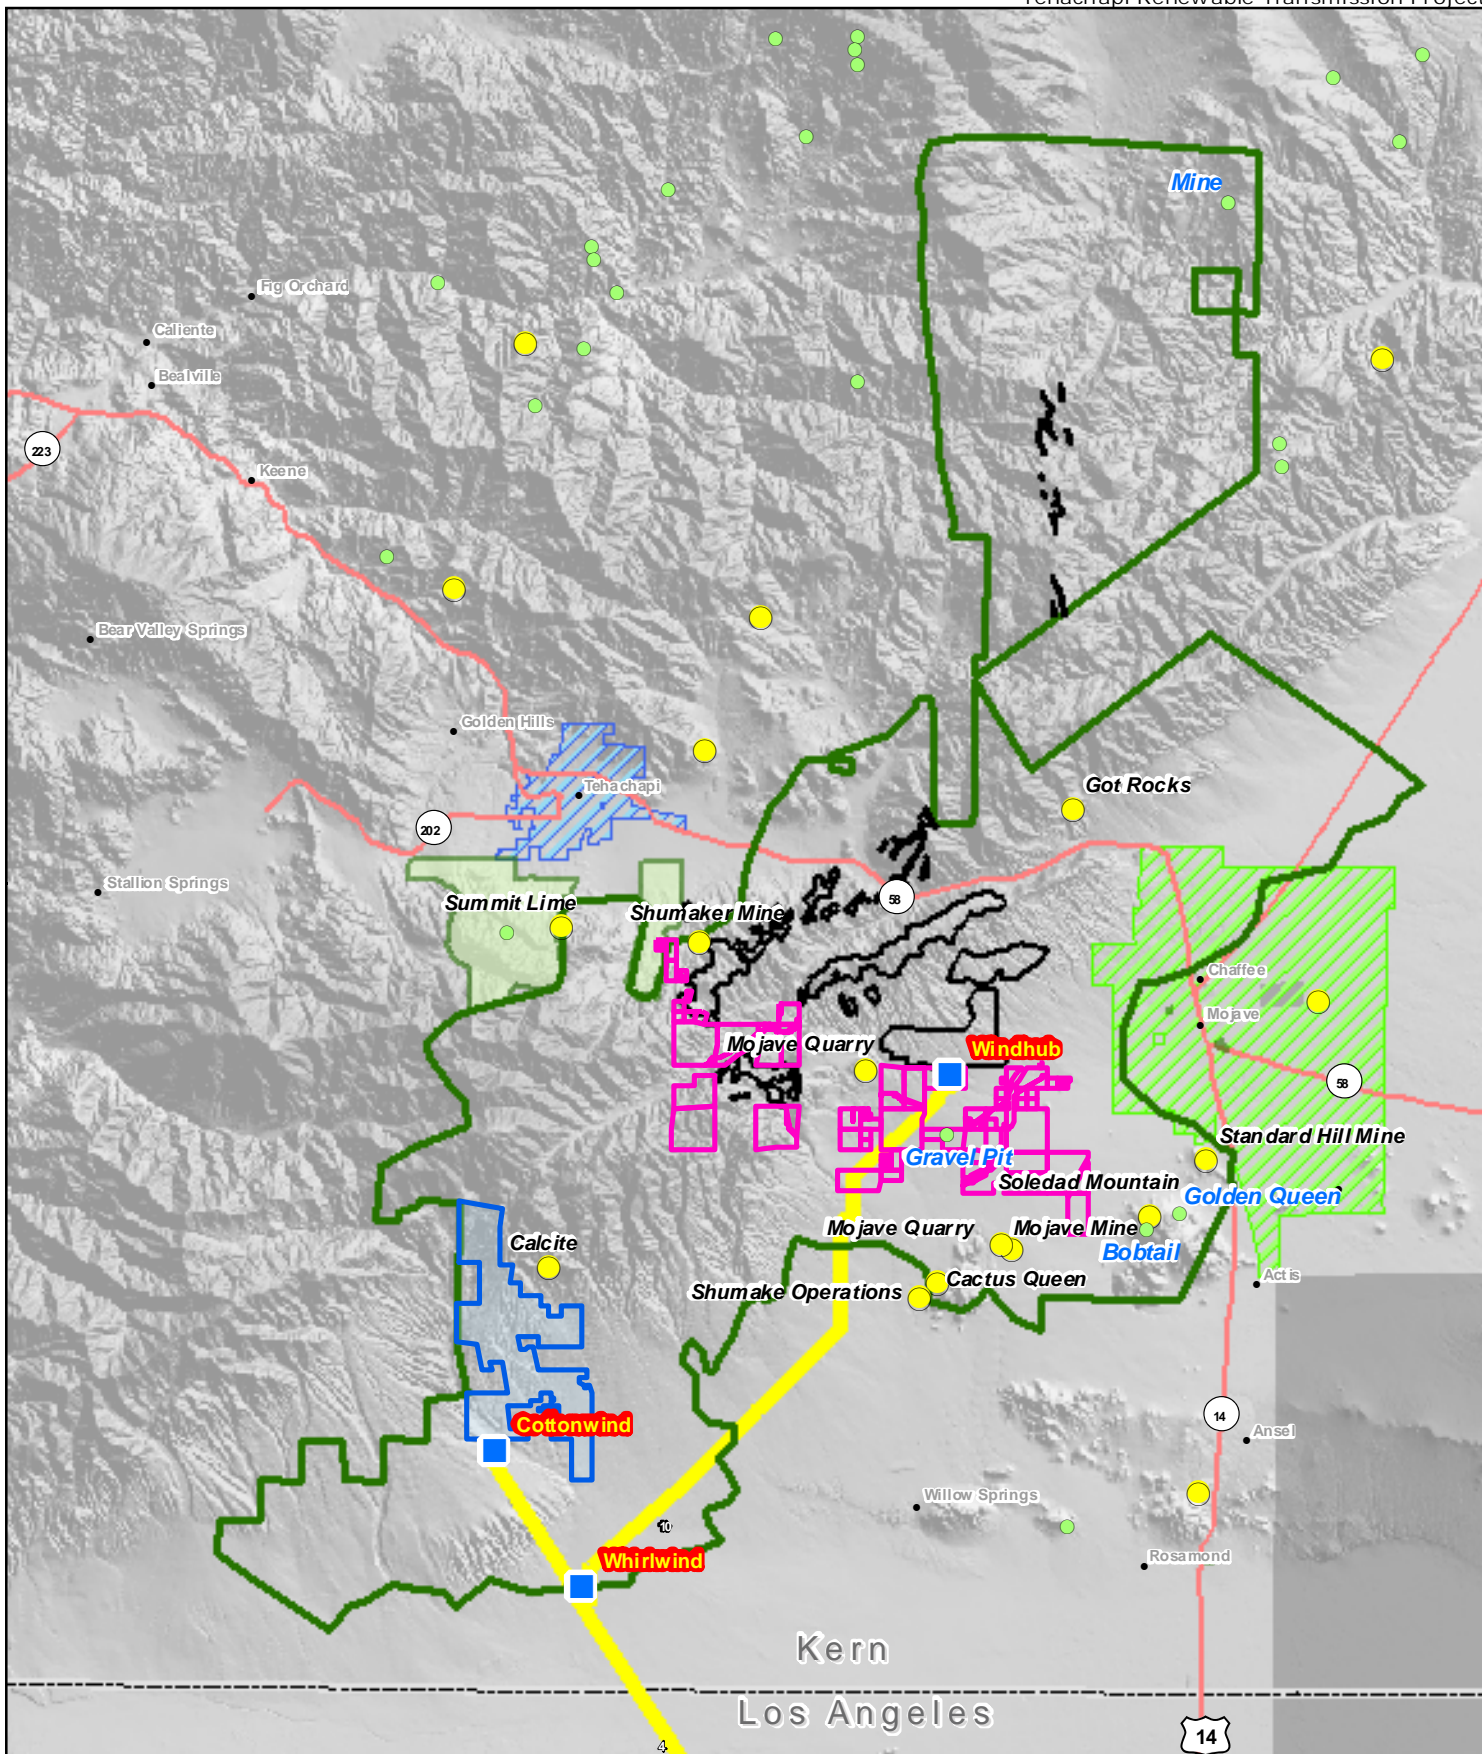 Tehachapi Renewable Transmission Project
Mine
Fig Orchard
Caliente
Bealville
223
Keene
Bear Valley Springs
Golden Hills
Tehachapi
Got Rocks
202
Stallion Springs
58
Summit Lime
Shumaker Mine
Chaffee
Mojave
Mojave Quarry
Windhub
58
Standard Hill Mine
Gravel Pit
Soledad Mountain
Golden Queen
Mojave Quarry
Mojave Mine
Calcite
Bobtail
Actis
Cactus Queen
Shumake Operations
14
Cottonwind
Ansel
Willow Springs
10
Whirlwind
Rosamond
Kern
Los Angeles
14
4